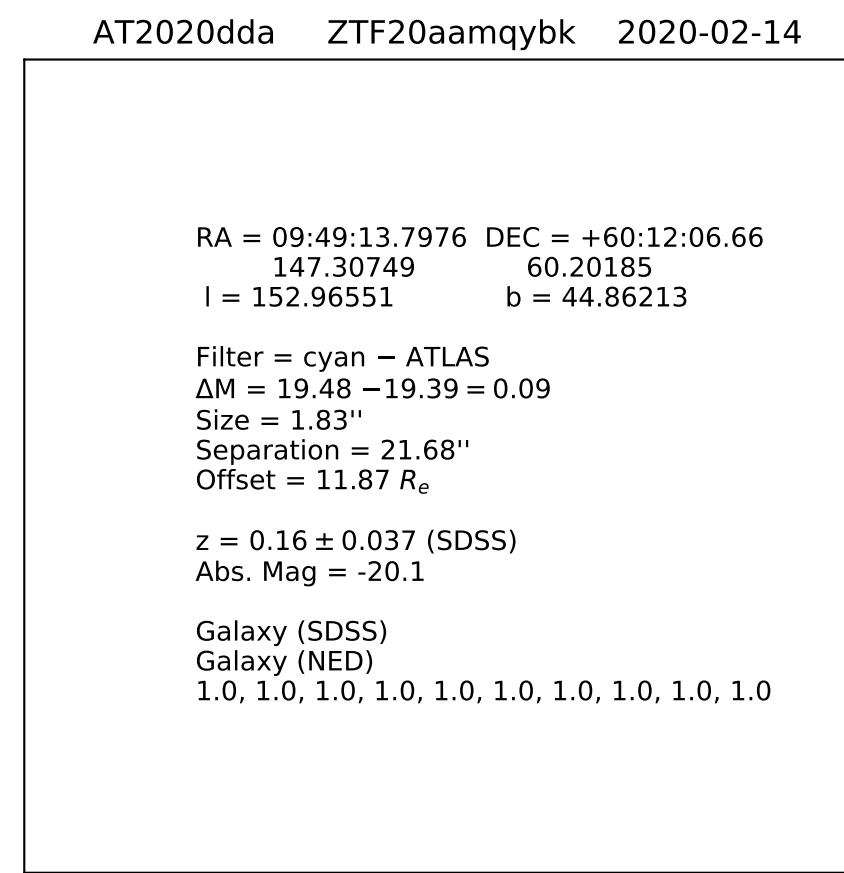 AT2020dda ZTF20aamqybk 2020-02-14
RA = 09:49:13.7976 DEC = +60:12:06.66
147.30749 60.20185
l = 152.96551 b = 44.86213
Filter = cyan − ATLAS
ΔM = 19.48 −19.39 = 0.09
Size = 1.83''
Separation = 21.68''
Offset = 11.87 Re
z = 0.16 ± 0.037 (SDSS)
Abs. Mag = -20.1
Galaxy (SDSS)
Galaxy (NED)
1.0, 1.0, 1.0, 1.0, 1.0, 1.0, 1.0, 1.0, 1.0, 1.0